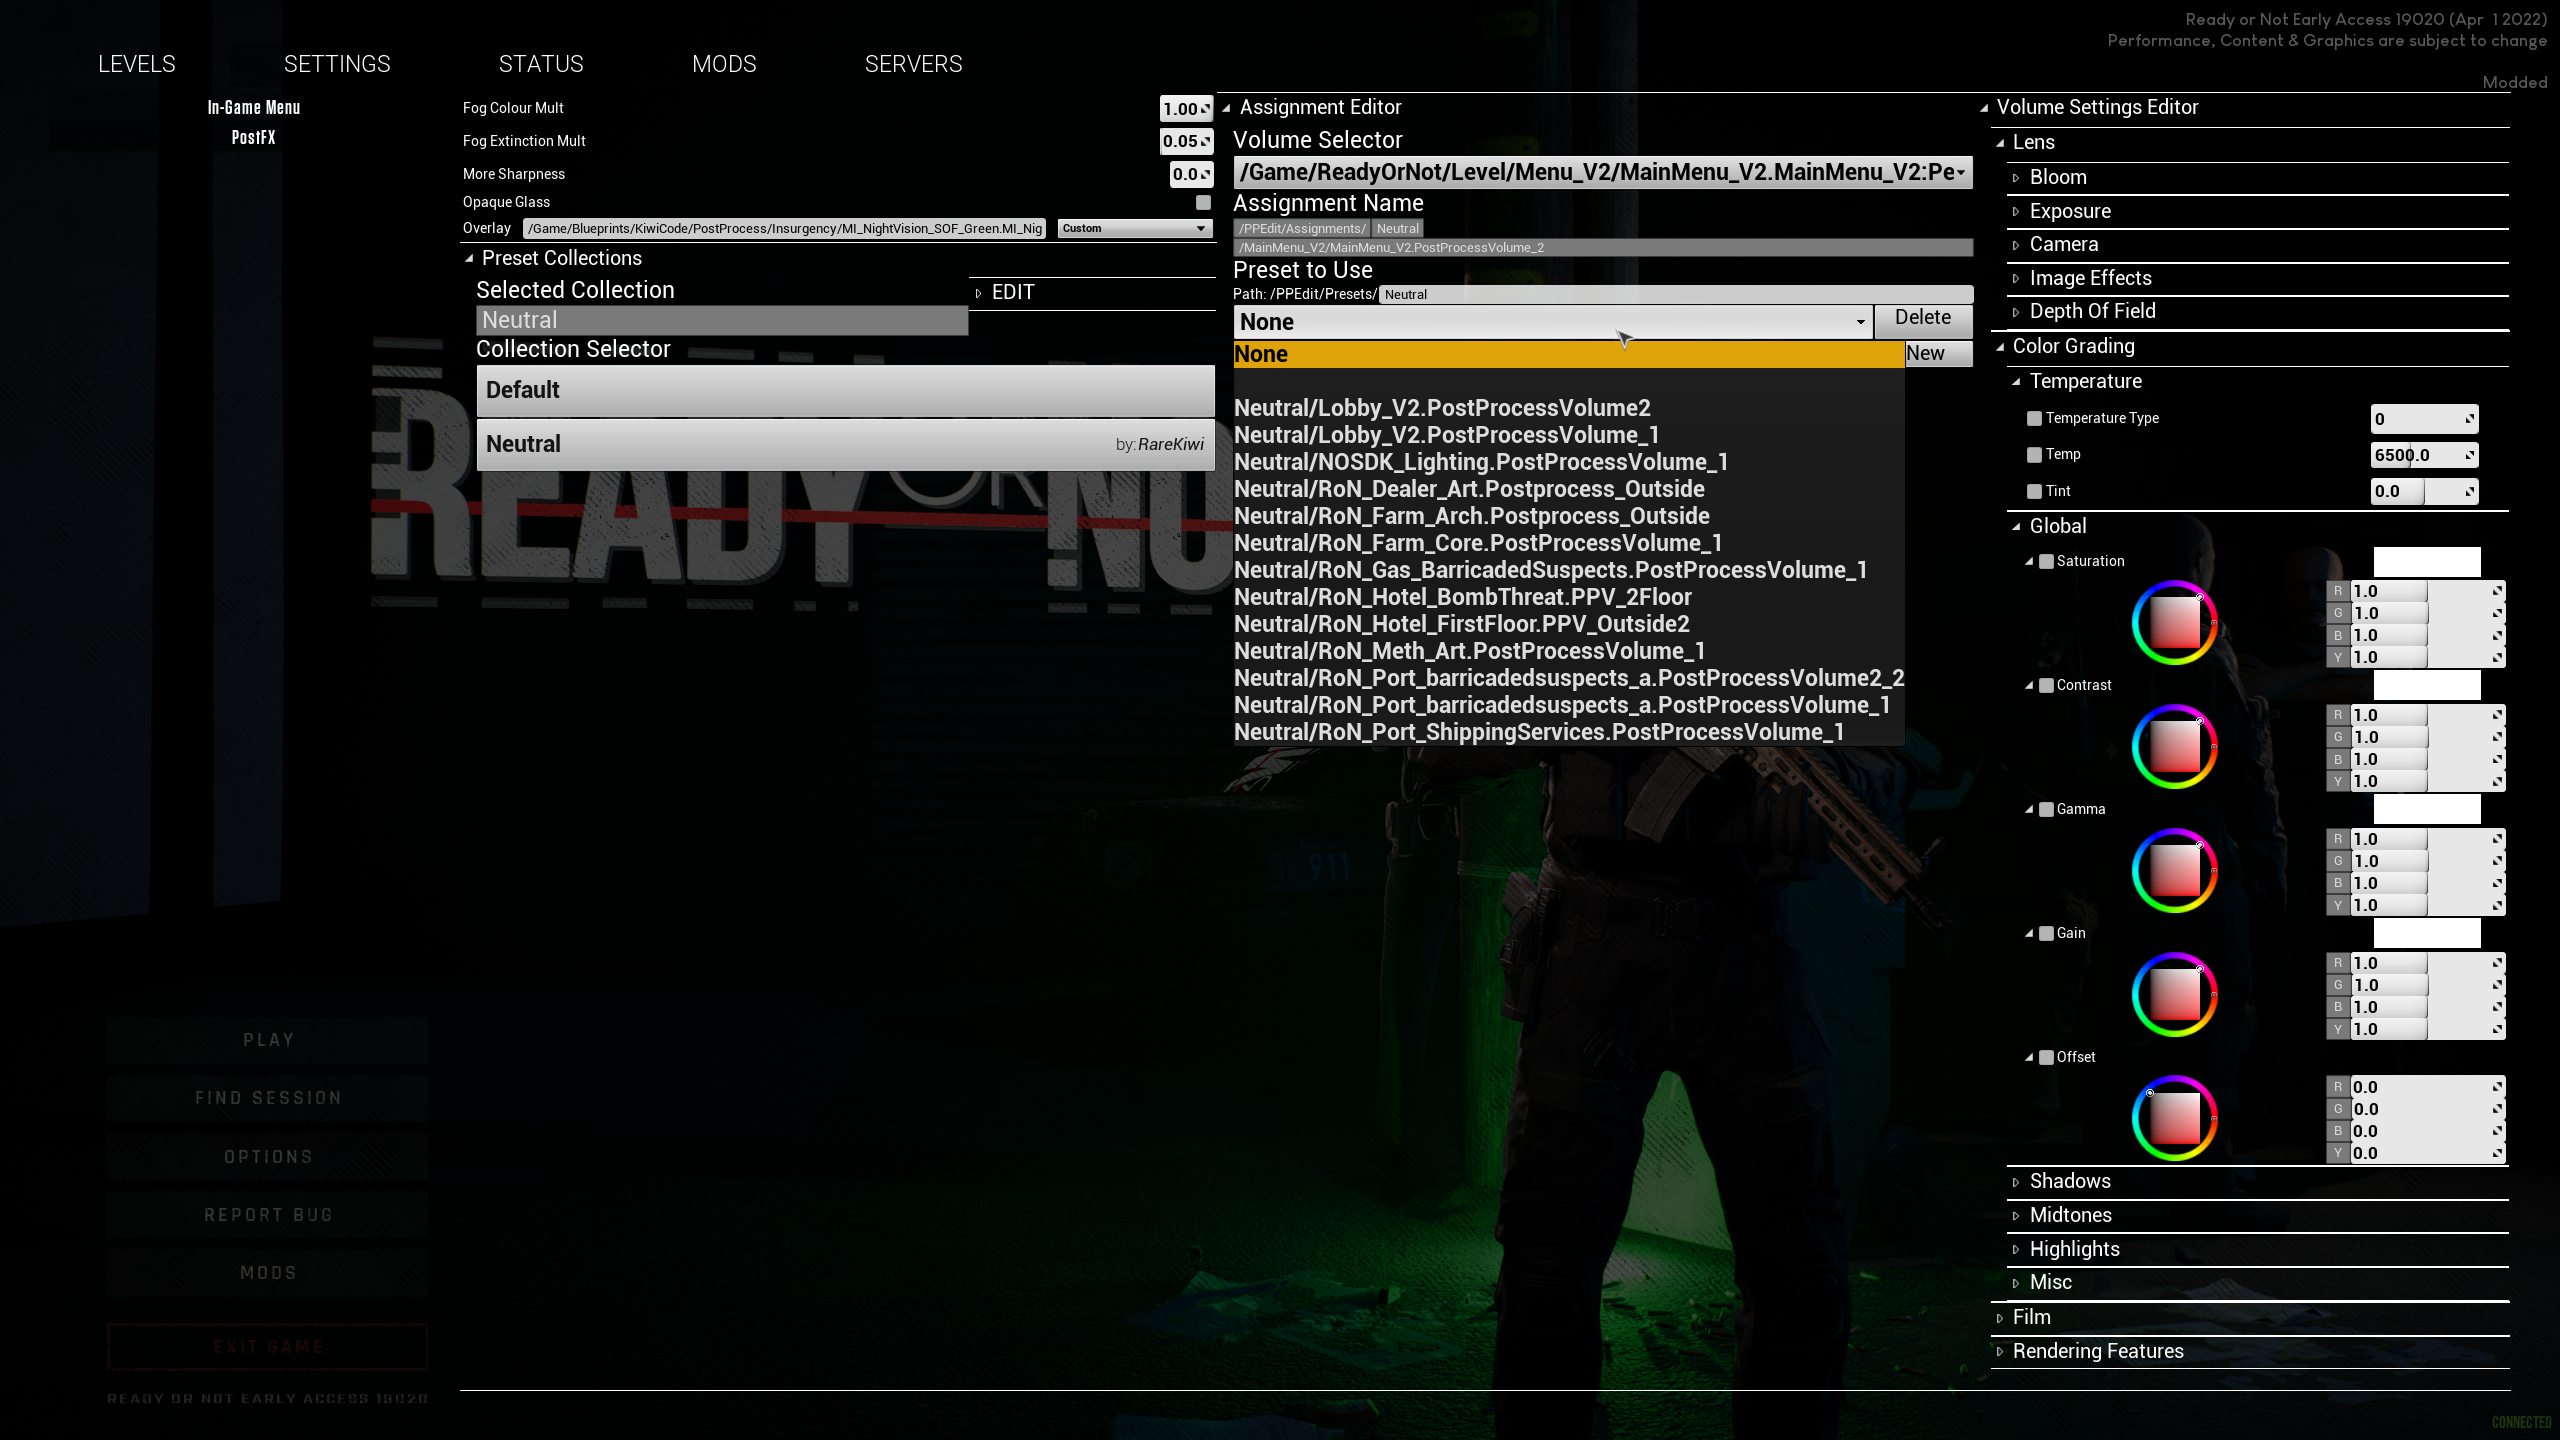 Ready or Not Early Access 19020 (Apr 1 2022)
Performance, Content & Graphics are subject to change
Modded
LEVELS SETTINGS STATUS MODS SERVERS
In-Game Menu
PostFX
Fog Colour Mult 1.00
Fog Extinction Mult 0.05
More Sharpness 0.0
Opaque Glass
Overlay /Game/Blueprints/KiwiCode/PostProcess/Insurgency/MI_NightVision_SOF_Green.MI_Nig Custom
Preset Collections
Selected Collection
EDIT
Neutral
Collection Selector
Default
Neutral by:RareKiwi
READY OR NO
Assignment Editor
Volume Selector
/Game/ReadyOrNot/Level/Menu_V2/MainMenu_V2.MainMenu_V2:Pe
Assignment Name
/PPEdit/Assignments/ Neutral
/MainMenu_V2/MainMenu_V2.PostProcessVolume_2
Preset to Use
Path: /PPEdit/Presets/ Neutral
None Delete
None New
Neutral/Lobby_V2.PostProcessVolume2
Neutral/Lobby_V2.PostProcessVolume_1
Neutral/NOSDK_Lighting.PostProcessVolume_1
Neutral/RoN_Dealer_Art.Postprocess_Outside
Neutral/RoN_Farm_Arch.Postprocess_Outside
Neutral/RoN_Farm_Core.PostProcessVolume_1
Neutral/RoN_Gas_BarricadedSuspects.PostProcessVolume_1
Neutral/RoN_Hotel_BombThreat.PPV_2Floor
Neutral/RoN_Hotel_FirstFloor.PPV_Outside2
Neutral/RoN_Meth_Art.PostProcessVolume_1
Neutral/RoN_Port_barricadedsuspects_a.PostProcessVolume2_2
Neutral/RoN_Port_barricadedsuspects_a.PostProcessVolume_1
Neutral/RoN_Port_ShippingServices.PostProcessVolume_1
911
Volume Settings Editor
Lens
Bloom
Exposure
Camera
Image Effects
Depth Of Field
Color Grading
Temperature
Temperature Type 0
Temp 6500.0
Tint 0.0
Global
Saturation
R 1.0
G 1.0
B 1.0
Y 1.0
Contrast
R 1.0
G 1.0
B 1.0
Y 1.0
Gamma
R 1.0
G 1.0
B 1.0
Y 1.0
Gain
R 1.0
G 1.0
B 1.0
Y 1.0
Offset
R 0.0
G 0.0
B 0.0
Y 0.0
Shadows
Midtones
Highlights
Misc
Film
Rendering Features
PLAY
FIND SESSION
OPTIONS
REPORT BUG
MODS
EXIT GAME
READY OR NOT EARLY ACCESS 19020
CONNECTED